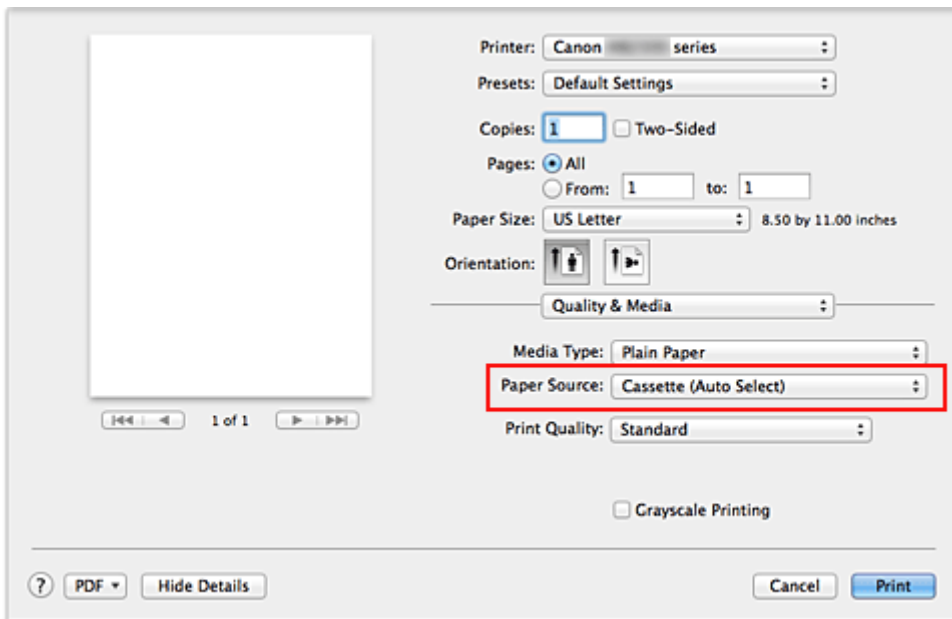 Printer: Canon series
Presets: Default Settings
Copies: 1 Two-Sided
Pages: All
From: 1 to: 1
Paper Size: US Letter 8.50 by 11.00 inches
Orientation:
Quality & Media
Media Type: Plain Paper
Paper Source: Cassette (Auto Select)
1 of 1
Print Quality: Standard
Grayscale Printing
? PDF Hide Details Cancel Print